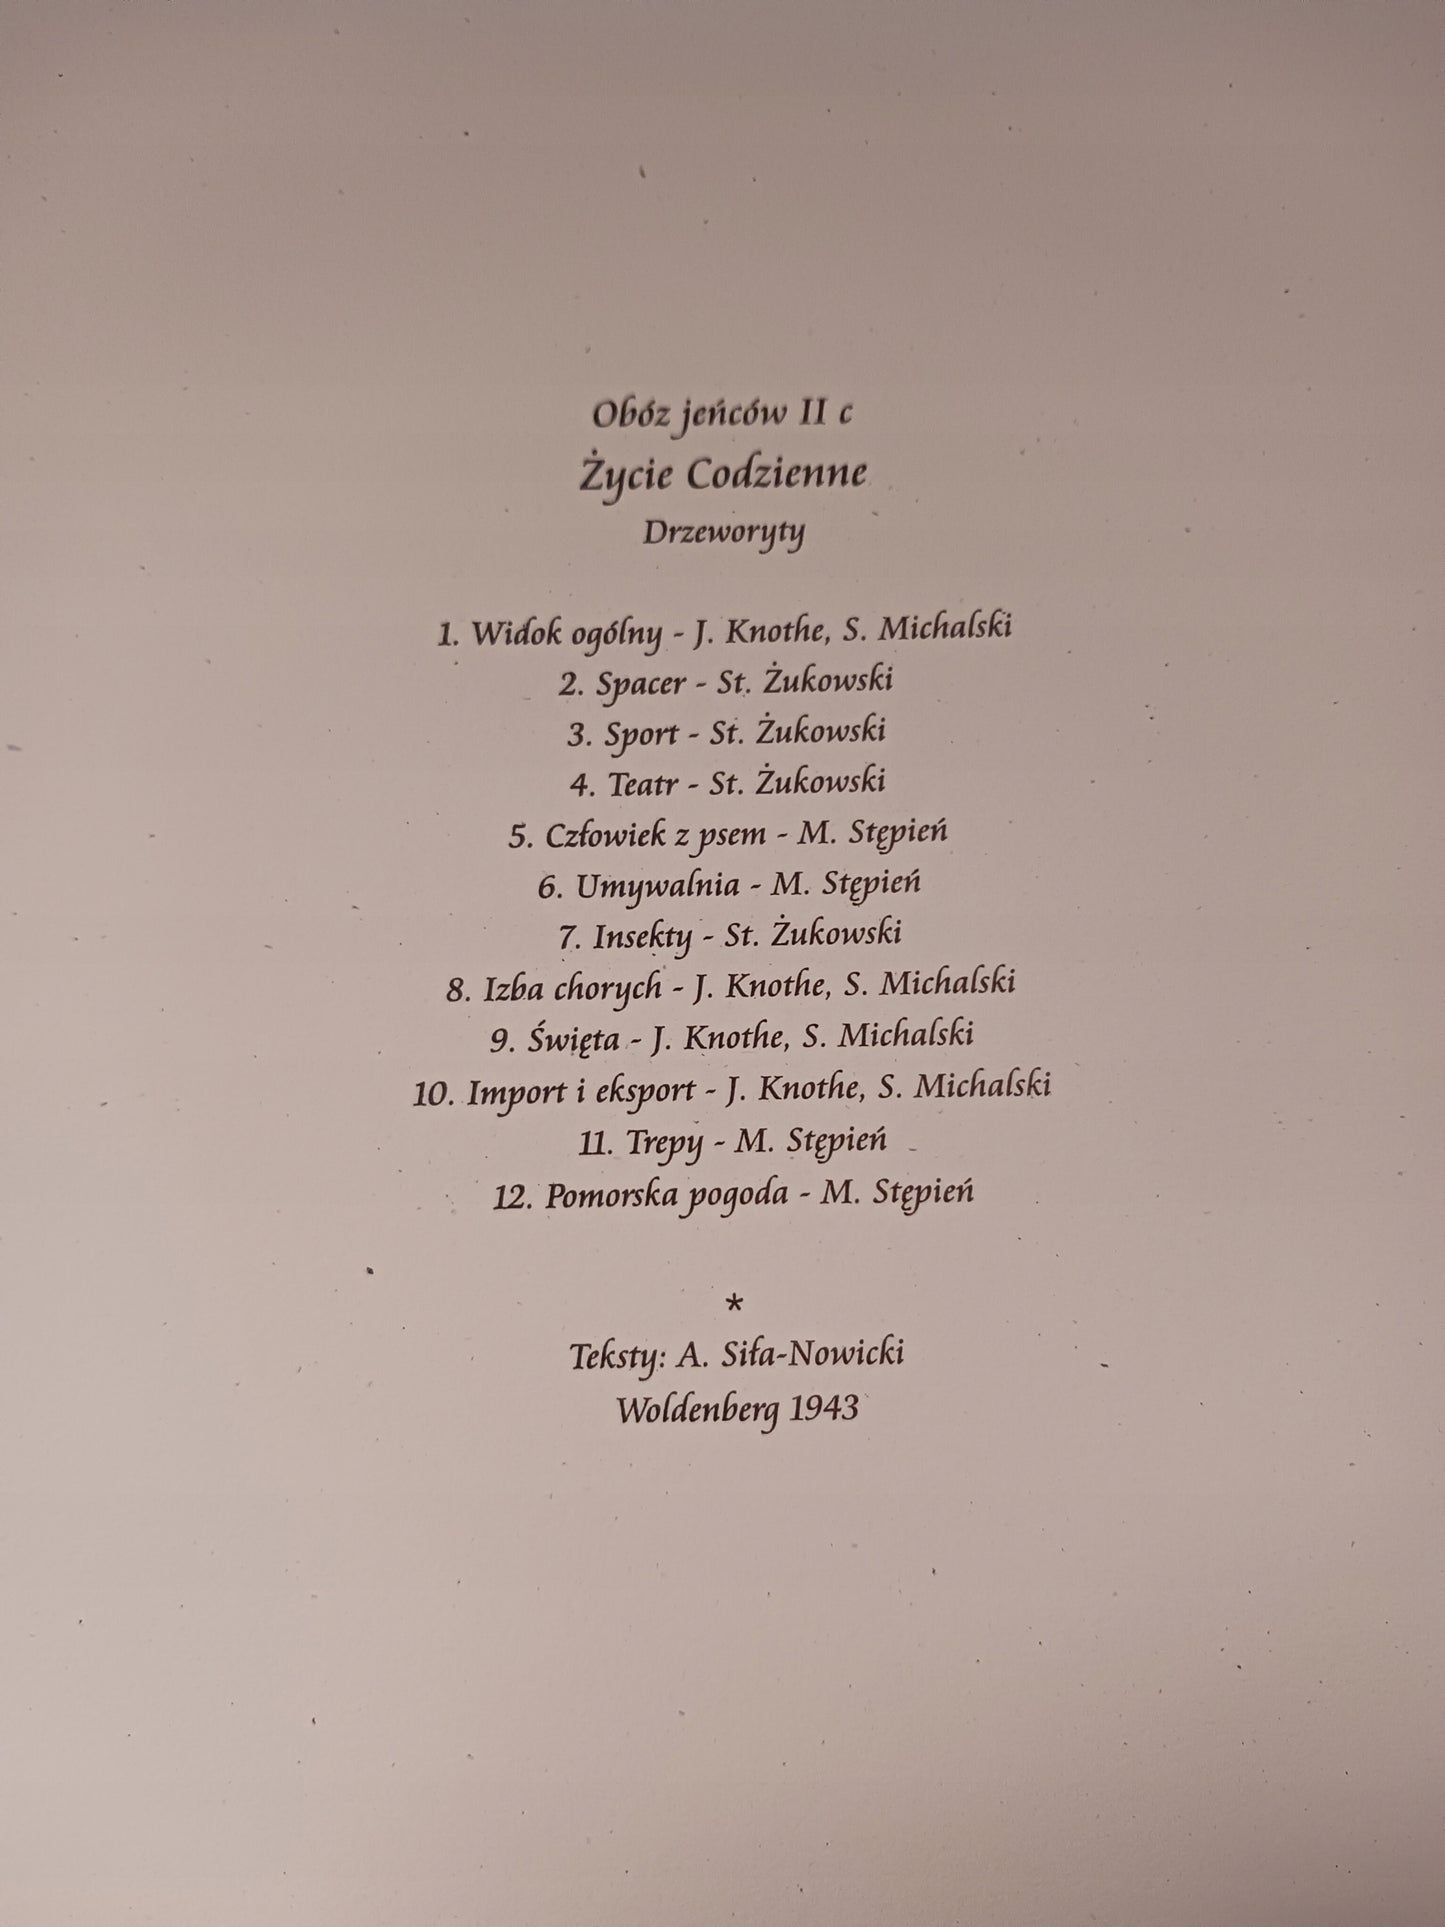 Obóz jeńców II c
Życie Codzienne
Drzeworyty
1. Widok ogólny - J. Knothe, S. Michalski
2. Spacer - St. Żukowski
3. Sport - St. Żukowski
4. Teatr - St. Żukowski
5. Człowiek z psem - M. Stępień
6. Umywalnia - M. Stępień
7. Insekty - St. Żukowski
8. Izba chorych - J. Knothe, S. Michalski
9. Święta - J. Knothe, S. Michalski
10. Import i eksport - J. Knothe, S. Michalski
11. Trepy - M. Stępień
12. Pomorska pogoda - M. Stępień
*
Teksty: A. Siła-Nowicki
Woldenberg 1943